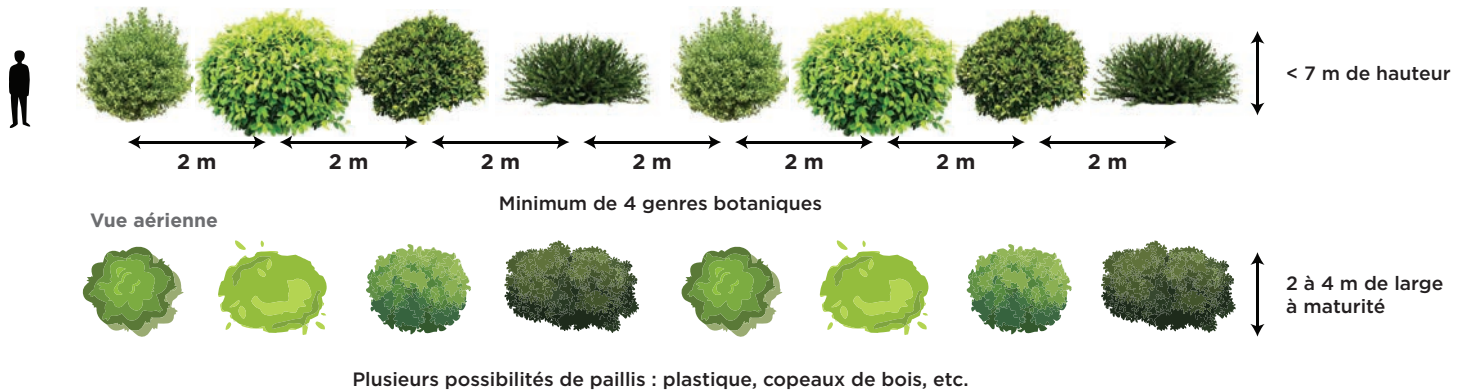 < 7 m de hauteur
2 m 2 m 2 m 2 m 2 m 2 m 2 m
Minimum de 4 genres botaniques
Vue aérienne
2 à 4 m de large
à maturité
Plusieurs possibilités de paillis : plastique, copeaux de bois, etc.